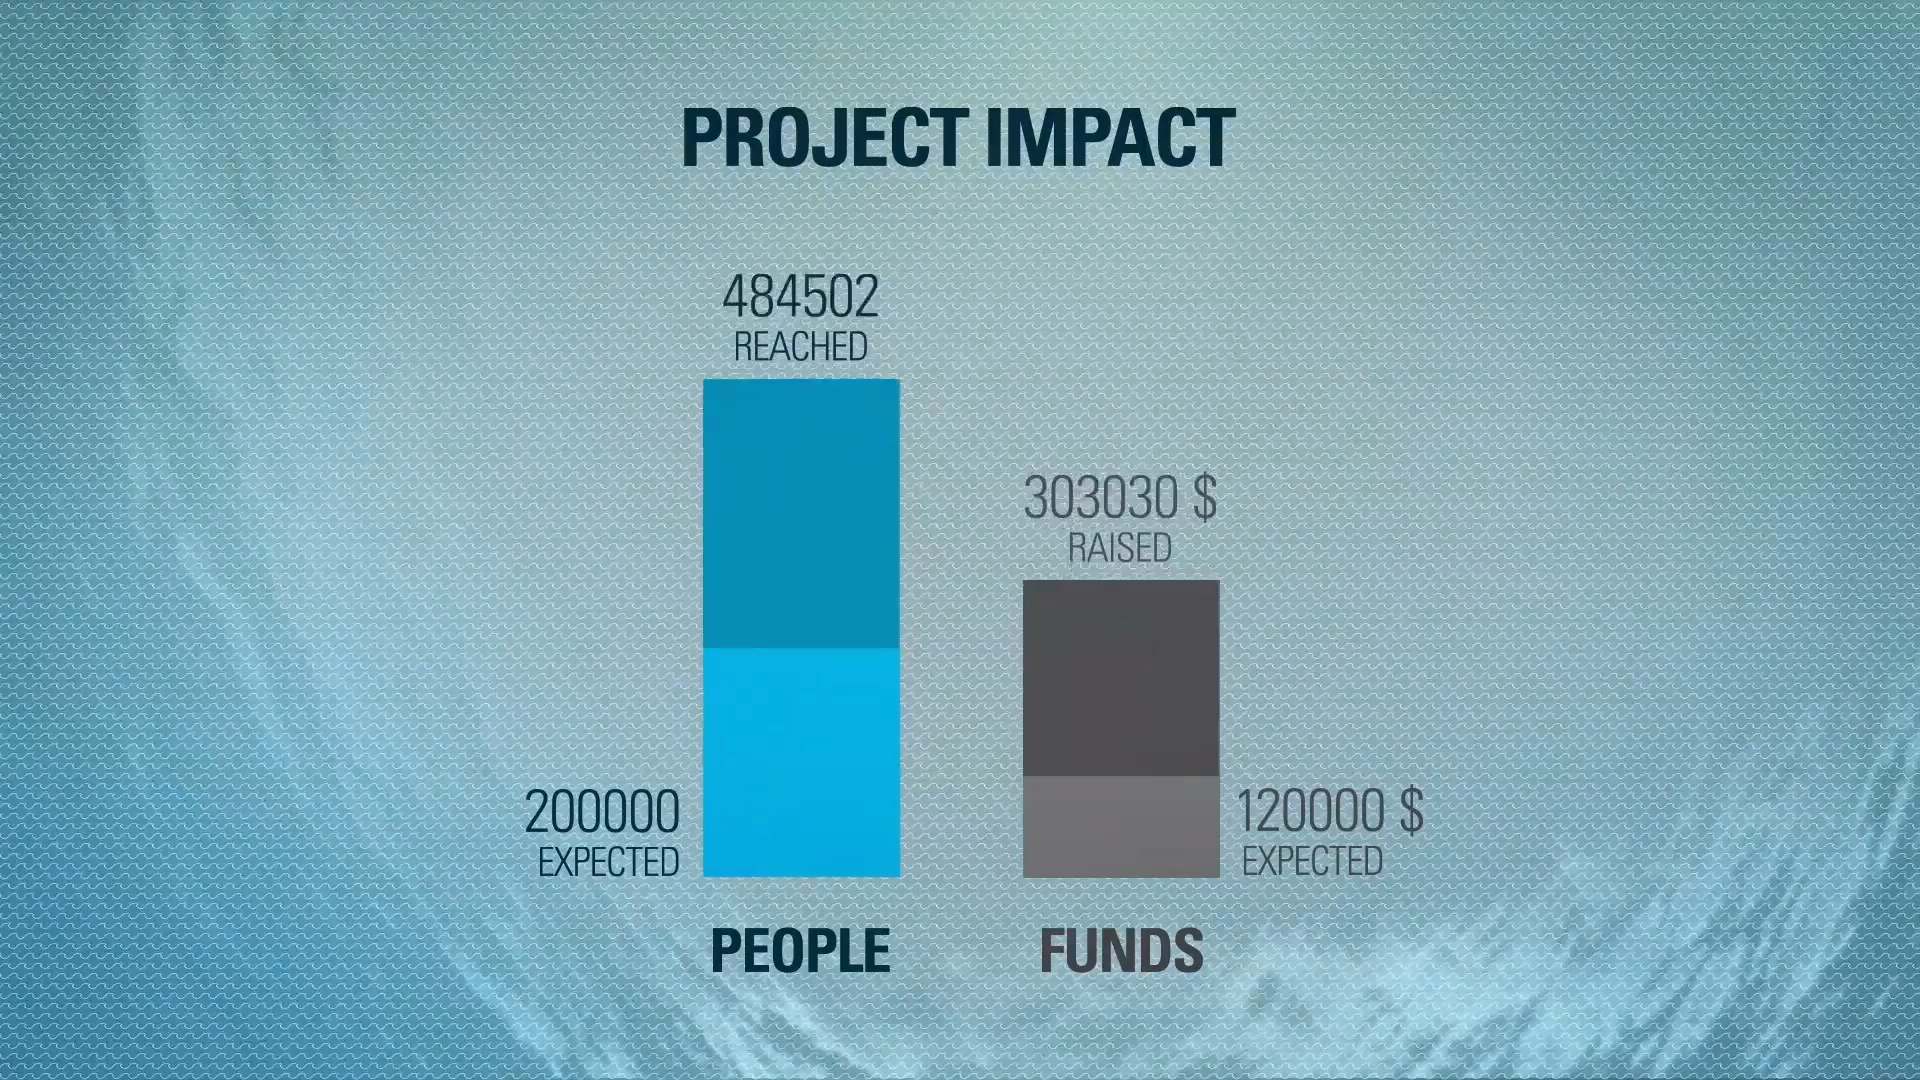 PROJECT IMPACT
484502
REACHED
303030 $
RAISED
200000
EXPECTED
120000 $
EXPECTED
PEOPLE
FUNDS